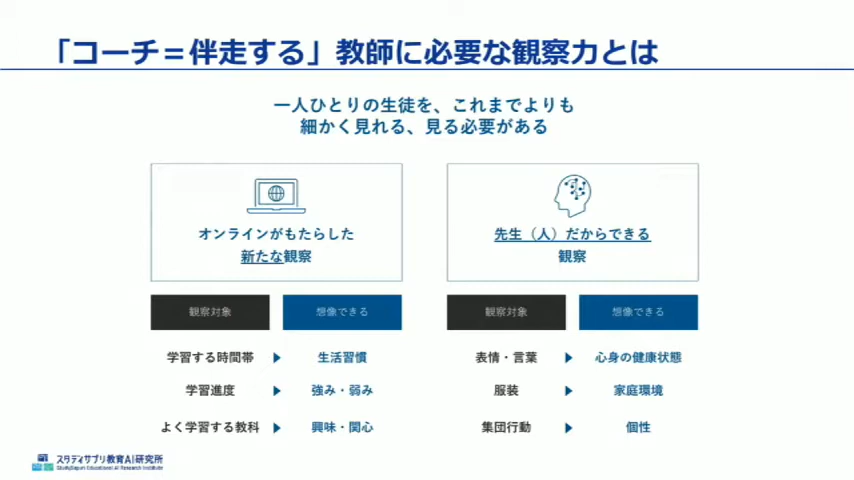 「コーチ＝伴走する」教師に必要な観察力とは
一人ひとりの生徒を、これまでよりも
細かく見れる、見る必要がある
オンラインがもたらした
新たな観察
観察対象 想像できる
学習する時間帯 ▶ 生活習慣
学習進度 ▶ 強み・弱み
よく学習する教科 ▶ 興味・関心
先生（人）だからできる
観察
観察対象 想像できる
表情・言葉 ▶ 心身の健康状態
服装 ▶ 家庭環境
集団行動 ▶ 個性
スタディサプリ教育AI研究所
StudySapuri Educational AI Research Institute